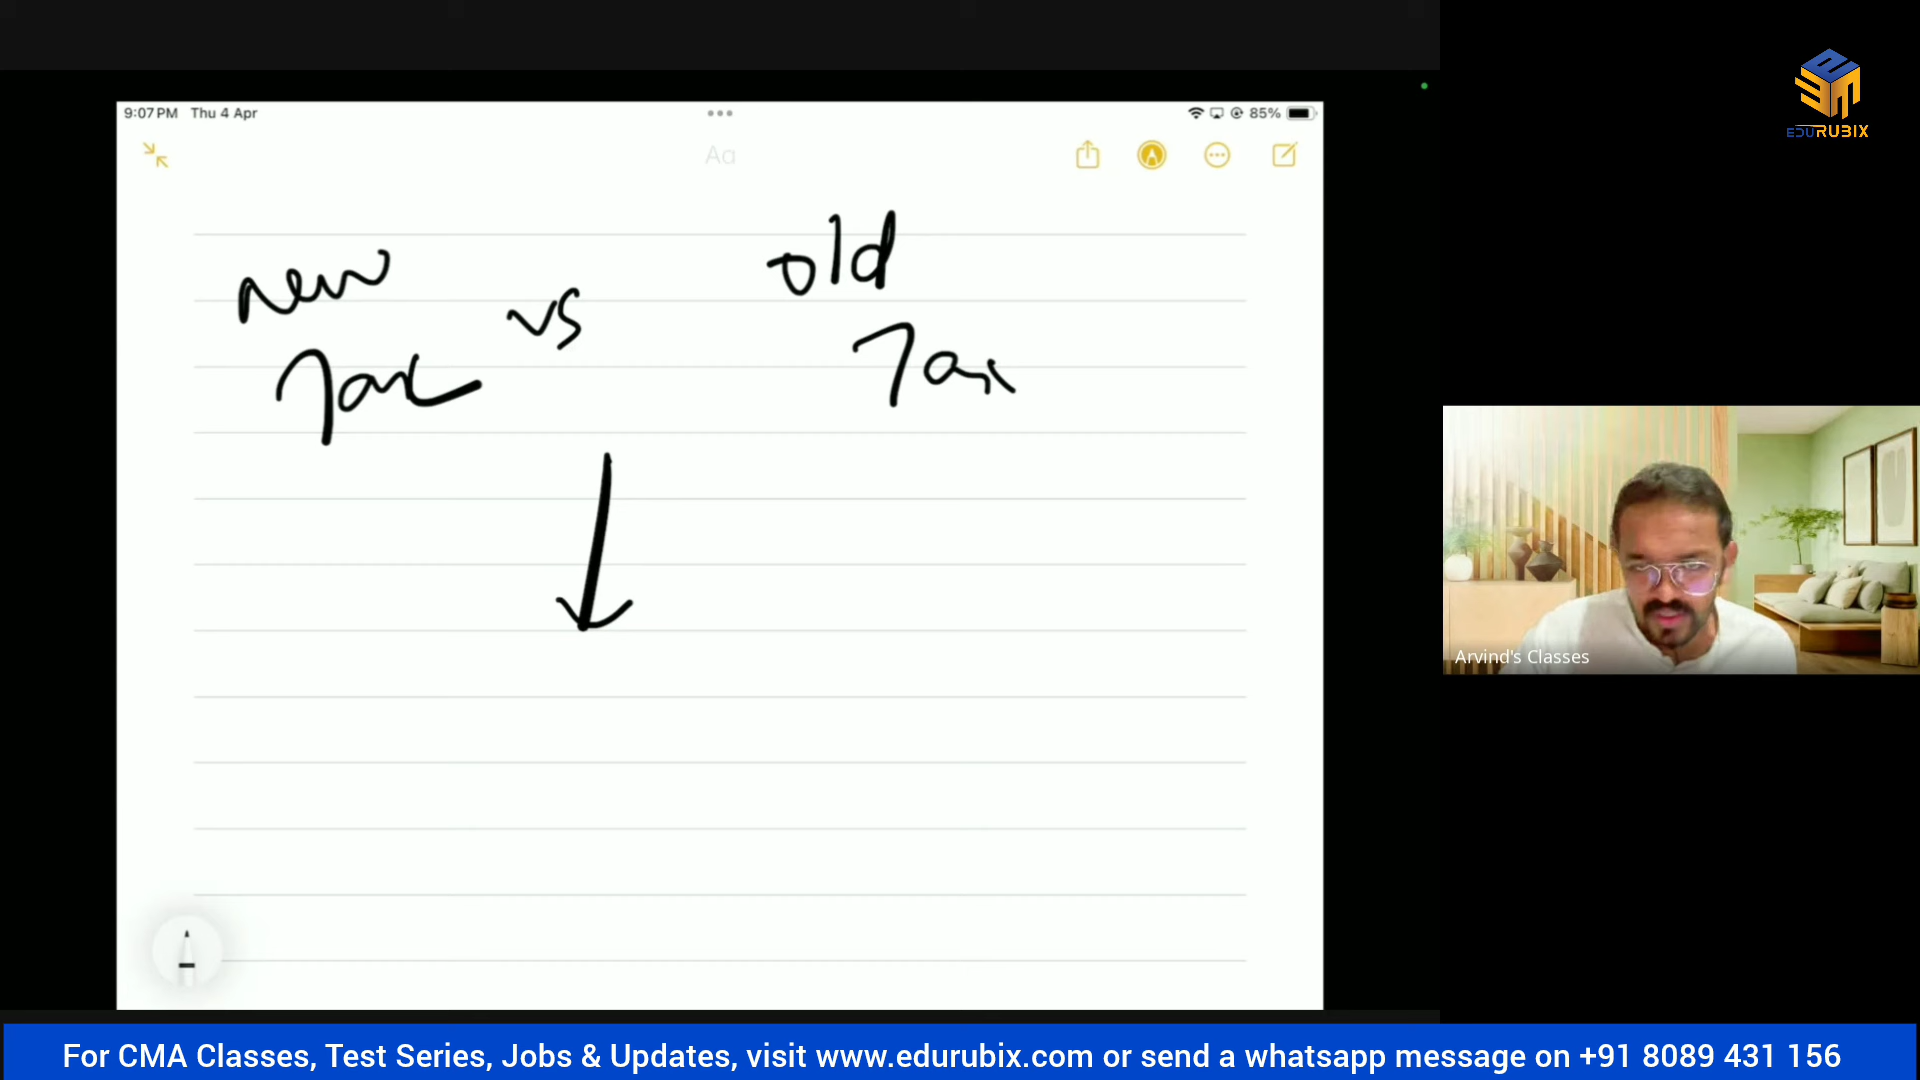 9:07 PM Thu 4 Apr
85%
Aa
EDURUBIX
new vs old
Tax Tax
Arvind's Classes
For CMA Classes, Test Series, Jobs & Updates, visit www.edurubix.com or send a whatsapp message on +91 8089 431 156